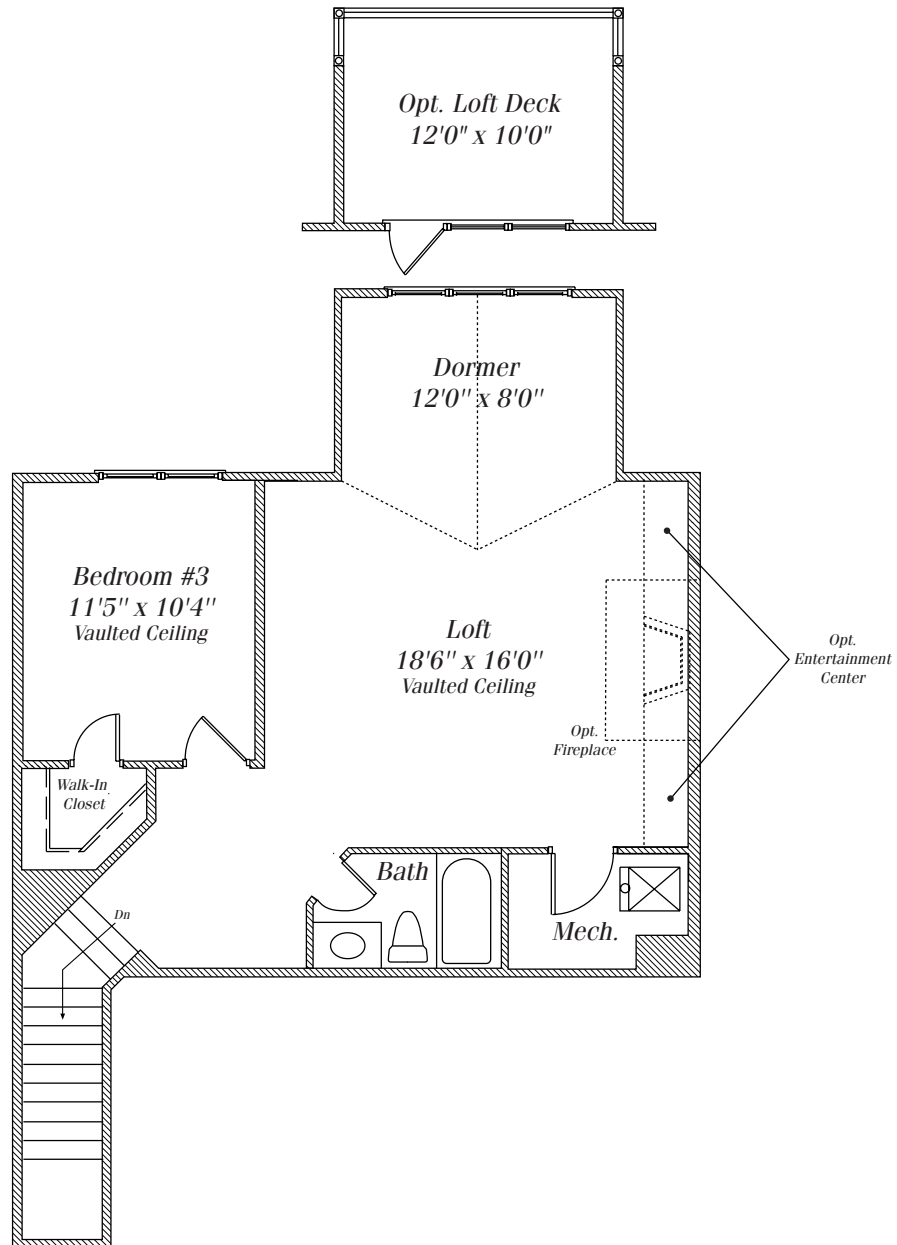 Opt. Loft Deck
12'0" x 10'0"
Dormer
12'0" x 8'0"
Bedroom #3
11'5" x 10'4"
Vaulted Ceiling
Loft
18'6" x 16'0"
Vaulted Ceiling
Opt.
Entertainment
Center
Opt.
Fireplace
Walk-In
Closet
Bath
Mech.
Dn